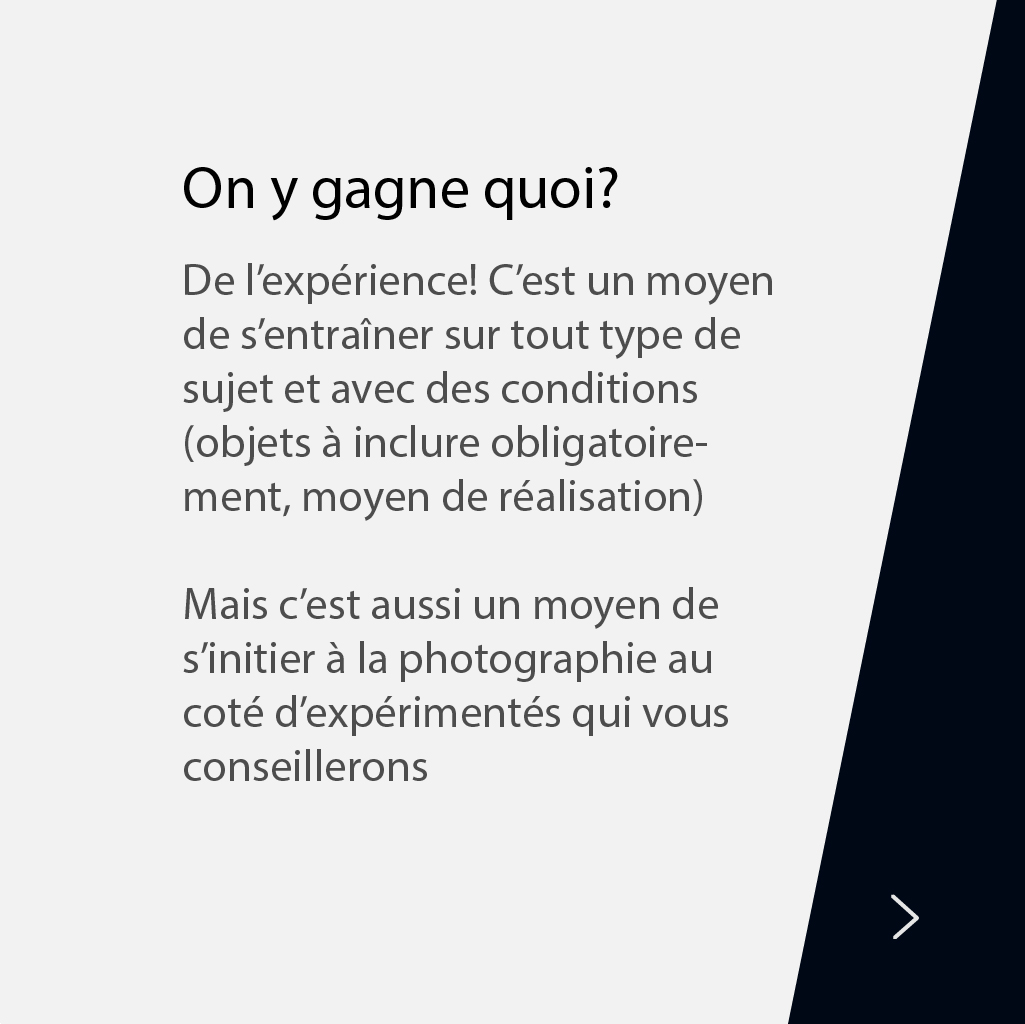 On y gagne quoi?
De l’expérience! C’est un moyen
de s’entraîner sur tout type de
sujet et avec des conditions
(objets à inclure obligatoire-
ment, moyen de réalisation)
Mais c’est aussi un moyen de
s’initier à la photographie au
coté d’expérimentés qui vous
conseillerons